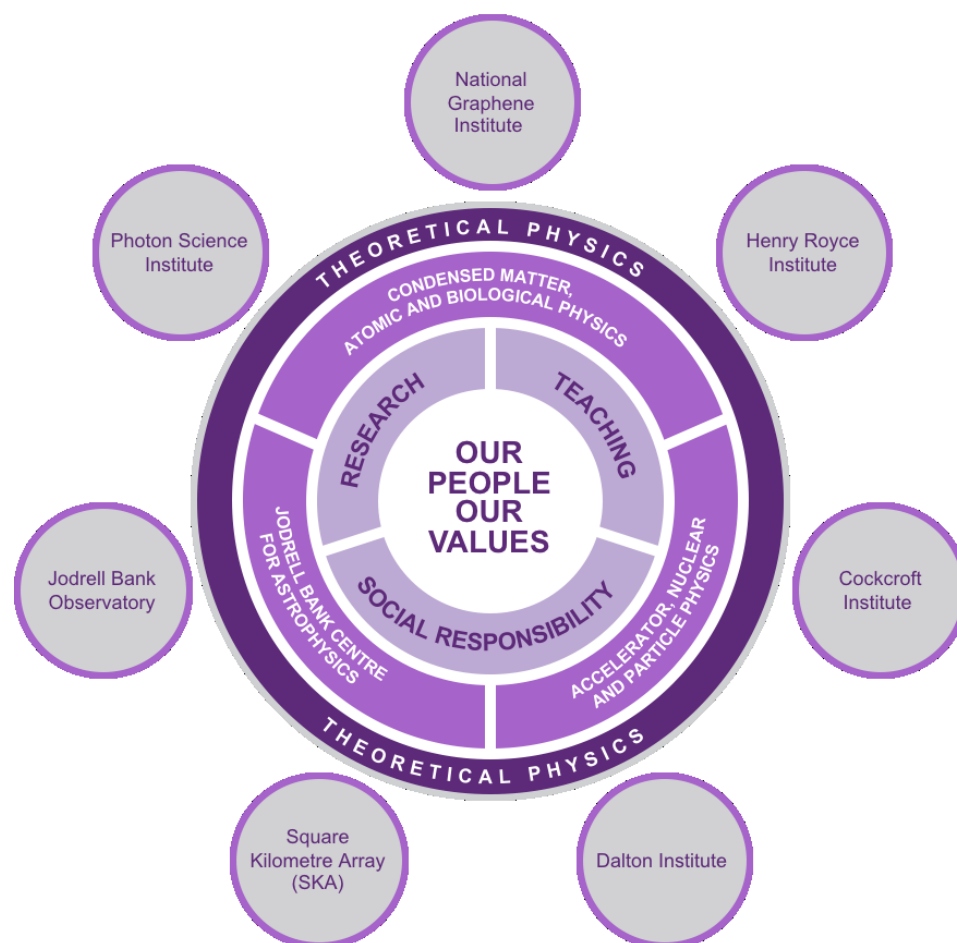 National
Graphene
Institute
Photon Science
Institute
Henry Royce
Institute
THEORETICAL PHYSICS
CONDENSED MATTER,
ATOMIC AND BIOLOGICAL PHYSICS
RESEARCH
TEACHING
OUR
PEOPLE
OUR
VALUES
SOCIAL RESPONSIBILITY
JODRELL BANK CENTRE
FOR ASTROPHYSICS
ACCELERATOR, NUCLEAR
AND PARTICLE PHYSICS
Jodrell Bank
Observatory
Cockcroft
Institute
THEORETICAL PHYSICS
Square
Kilometre Array
(SKA)
Dalton Institute